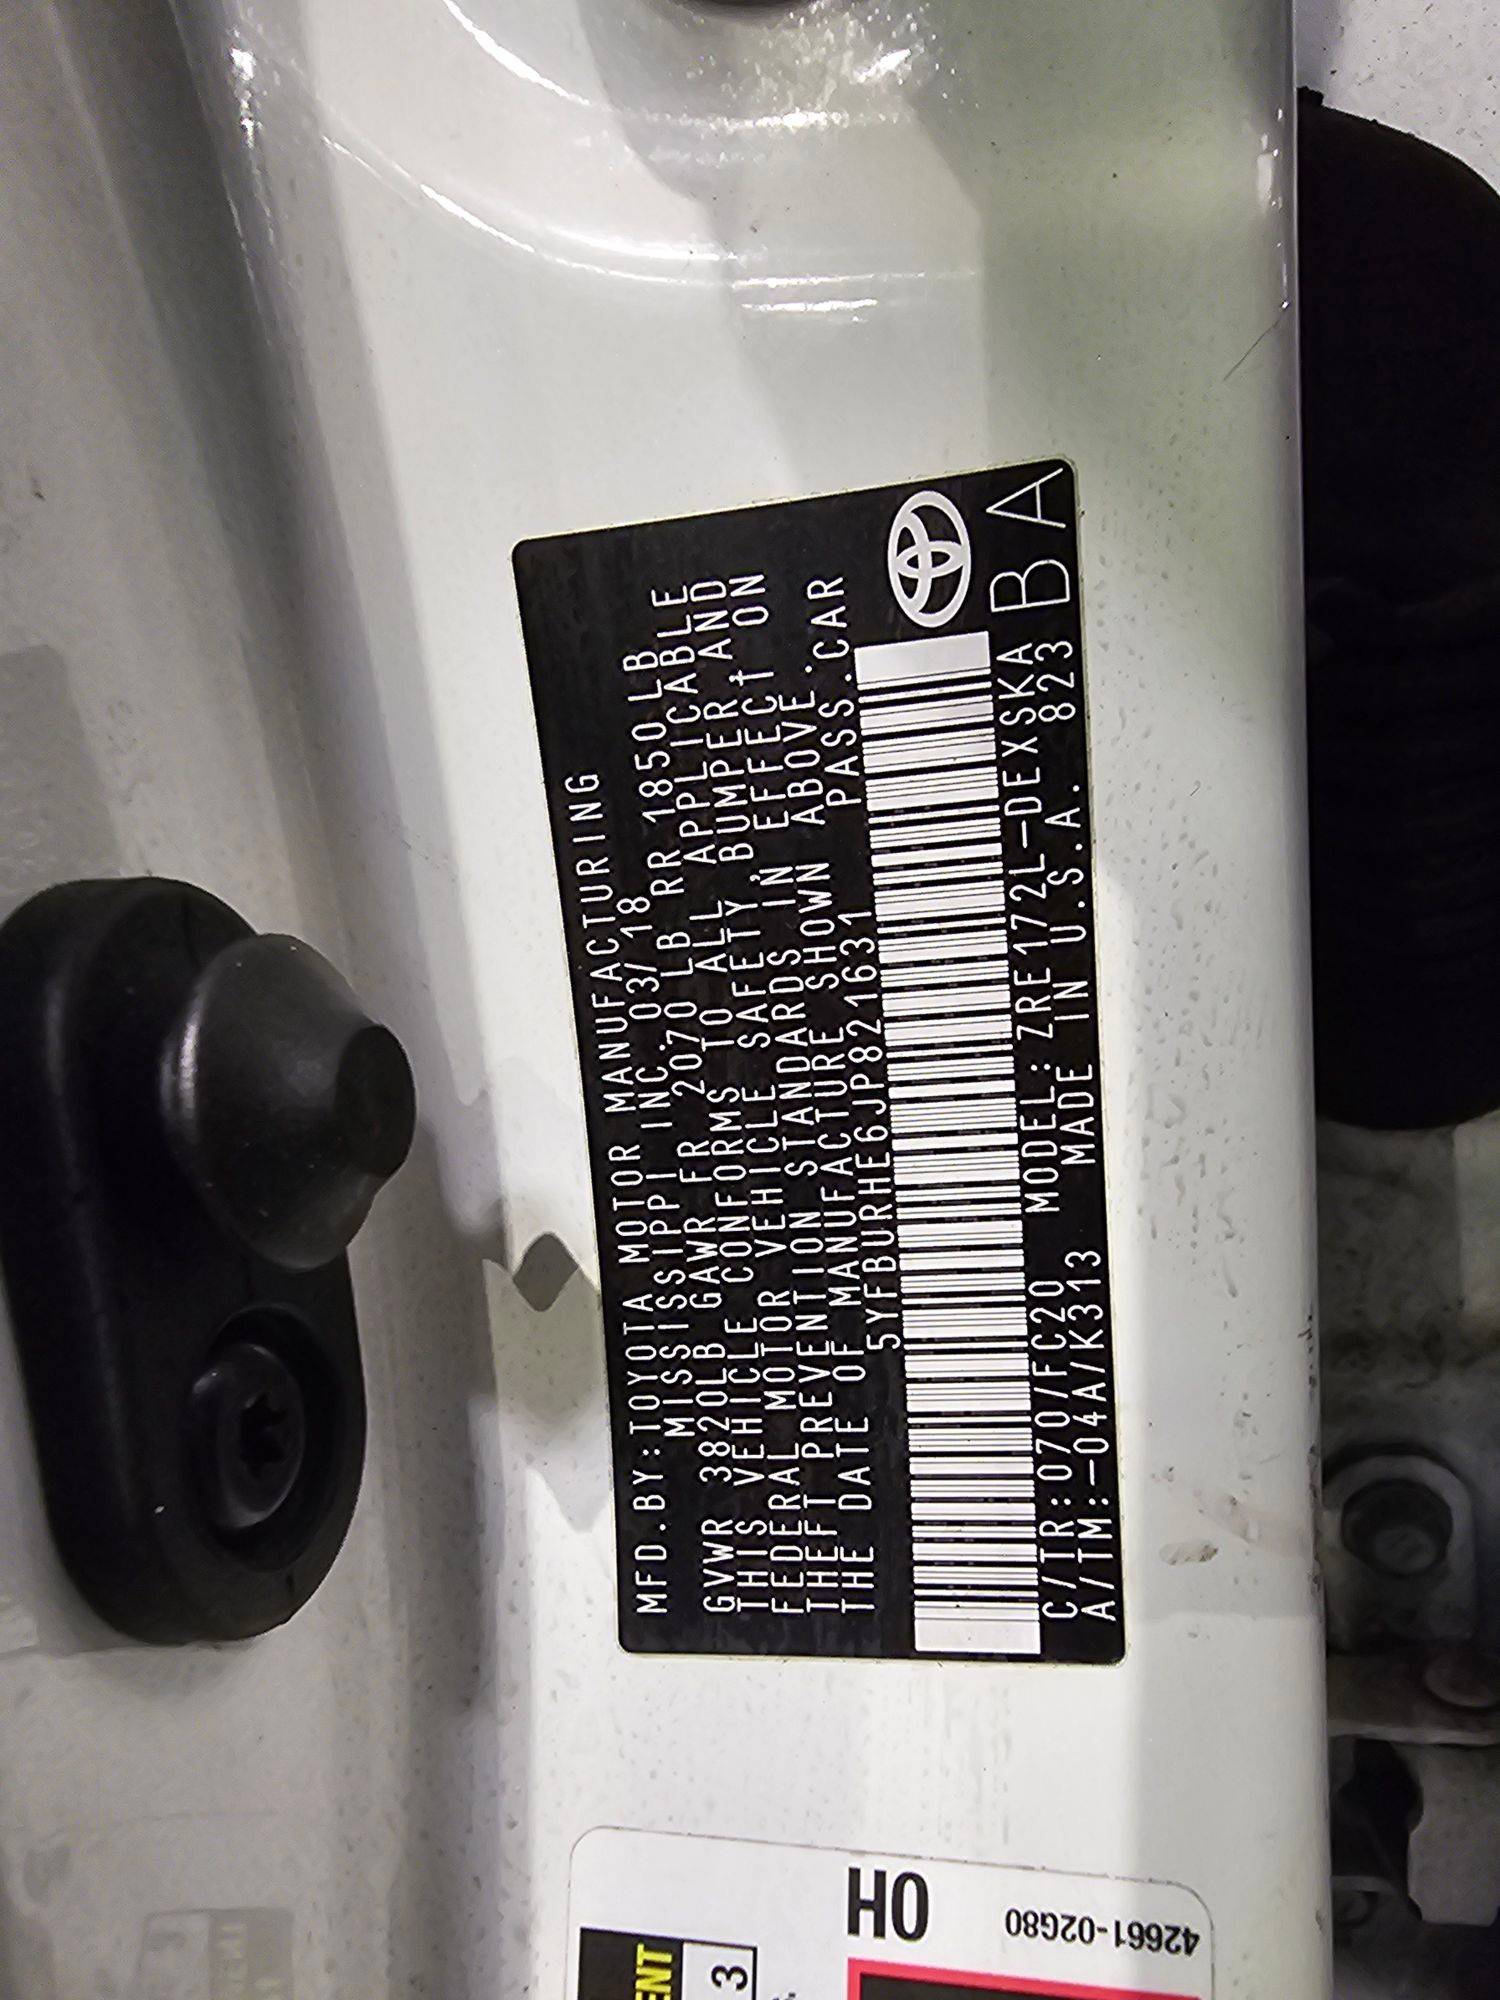 MFD.BY:TOYOTA MOTOR MANUFACTURING
MISSISSIPPI INC. 03/18
GVWR 3820LB GAWR FR 2070LB RR 1850LB
THIS VEHICLE CONFORMS TO ALL APPLICABLE
FEDERAL MOTOR VEHICLE SAFETY,BUMPER,AND
THEFT PREVENTION STANDARDS IN EFFECT ON
THE DATE OF MANUFACTURE SHOWN ABOVE.
5YFBURHE6JP821631 PASS.CAR
C/TR:070/FC20 MODEL:ZRE172L-DEXSKA
A/TM:-04A/K313 MADE IN U.S.A. 823
BA
OH
42661-02G80
3